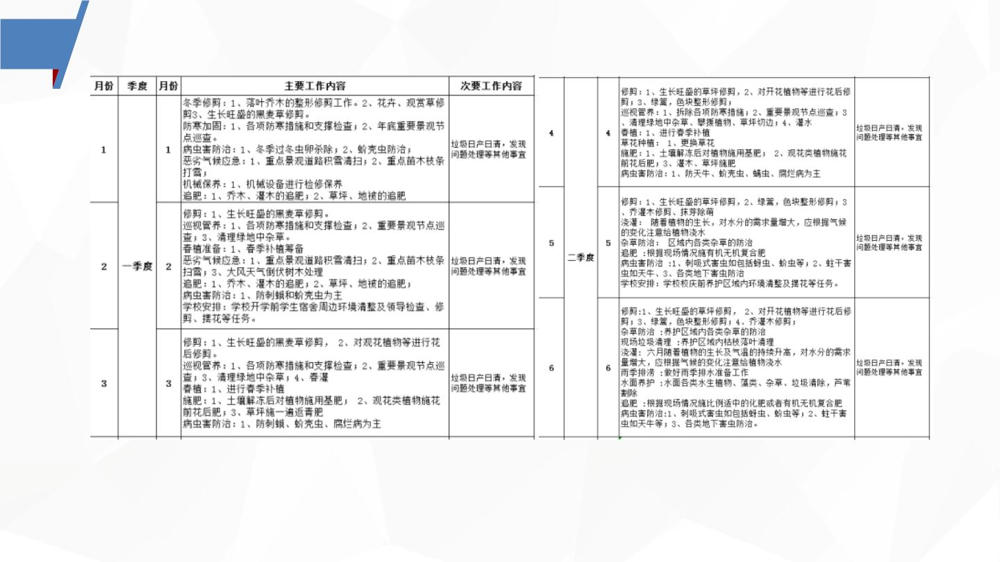 月份 季度 月份 主要工作内容 次要工作内容
1 一季度 1
冬季修剪：1、落叶乔木的整形修剪工作。2、花卉、观赏草修
剪3、生长旺盛的黑麦草修剪。
防寒加固：1、各项防寒措施和支撑检查；2、年底重要景观节
点巡查。
病虫害防治：1、冬季过冬虫卵杀除；2、蚧壳虫防治；
恶劣气候应急：1、重点景观道路积雪清扫；2、重点苗木枝条
打雪；
机械保养：1、机械设备进行检修保养
追肥：1、乔木、灌木的追肥；2、草坪、地被的追肥
垃圾日产日清，发现
问题处理等其他事宜
2 2
修剪：1、生长旺盛的黑麦草修剪。
巡视管养：1、各项防寒措施和支撑检查；2、重要景观节点巡
查；3、清理绿地中杂草。
春植准备：1、春季补植筹备
恶劣气候应急：1、重点景观道路积雪清扫；2、重点苗木枝条
扫雪；3、大风天气倒伏树木处理
追肥：1、乔木、灌木的追肥；2、草坪、地被的追肥；
病虫害防治：1、防刺蛾和蚧壳虫为主
学校安排：学校开学前学生宿舍周边环境清整及领导检查、修
剪、摆花等任务。
垃圾日产日清，发现
问题处理等其他事宜
3 3
修剪：1、生长旺盛的黑麦草修剪， 2、对观花植物等进行花
后修剪。
巡视管养：1、各项防寒措施和支撑检查；2、重要景观节点巡
查；3、清理绿地中杂草；4、春灌
春植：1、进行春季补植
施肥：1、土壤解冻后对植物施用基肥； 2、观花类植物施花
前花后肥；3、草坪施一遍返青肥
病虫害防治：1、防刺蛾、蚧壳虫、腐烂病为主
垃圾日产日清，发现
问题处理等其他事宜
4 二季度 4
修剪：1、生长旺盛的草坪修剪，2、对开花植物等进行花后修
剪；3、绿篱，色块整形修剪；
巡视管养：1、拆除各项防寒措施；2、重要景观节点巡查；3
、清理绿地中杂草、攀援植物、草坪切边；4、灌水
春植：1、进行春季补植
草花种植： 1、更换草花
施肥：1、土壤解冻后对植物施用基肥； 2、观花类植物施花
前花后肥；3、灌木、草坪施肥
病虫害防治：1、防天牛、蚧壳虫、螨虫、腐烂病为主
垃圾日产日清，发现
问题处理等其他事宜
5 5
修剪：1、生长旺盛的草坪修剪，2、绿篱，色块整形修剪；3
、乔灌木修剪、抹芽除萌
浇灌： 随着植物的生长，对水分的需求量增大，应根据气候
的变化注意给植物浇水
杂草防治： 区域内各类杂草的防治
追肥 :根据现场情况施有机无机复合肥
病虫害防治 :1、刺吸式害虫如包括蚜虫、蚧虫等；2、蛀干害
虫如天牛、3、各类地下害虫防治
学校安排：学校校庆前养护区域内环境清整及摆花等任务。
垃圾日产日清，发现
问题处理等其他事宜
6 6
修剪:1、生长旺盛的草坪修剪， 2、对开花植物等进行花后修
剪；3、绿篱，色块整形修剪；4、乔灌木修剪；
杂草防治 :养护区域内各类杂草的防治
现场垃圾清理 :养护区域内枯枝落叶清理
浇灌：六月随着植物的生长及气温的持续升高，对水分的需求
量增大，应根据气候的变化注意给植物浇水
雨季排涝 :做好雨季排水准备工作
水面养护 :水面各类水生植物、藻类、杂草、垃圾清除，芦苇
割除
追肥 :根据现场情况施比例适中的化肥或者有机无机复合肥
病虫害防治:1、刺吸式害虫如包括蚜虫、蚧虫等；2、蛀干害
虫如天牛等；3、各类地下害虫防治。
垃圾日产日清，发现
问题处理等其他事宜